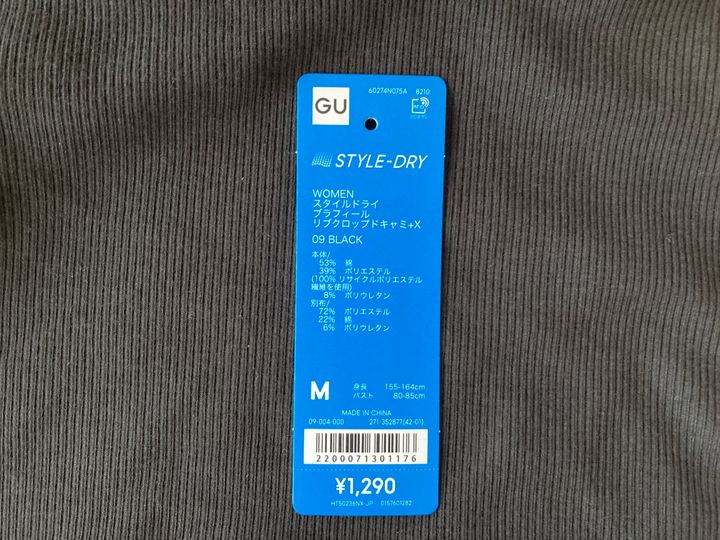 60274N075A 8210
GU
STYLE-DRY
WOMEN
スタイルドライ
ブラフィール
リブクロップドキャミ+X
09 BLACK
本体/
53% 綿
39% ポリエステル
(100% リサイクルポリエステル
繊維を使用)
8% ポリウレタン
別布/
72% ポリエステル
22% 綿
6% ポリウレタン
M
身長 155-164cm
バスト 80-85cm
MADE IN CHINA
09-004-000 271-352877(42-01)
2200071301176
¥1,290
HT50236NX-JP 0157601282